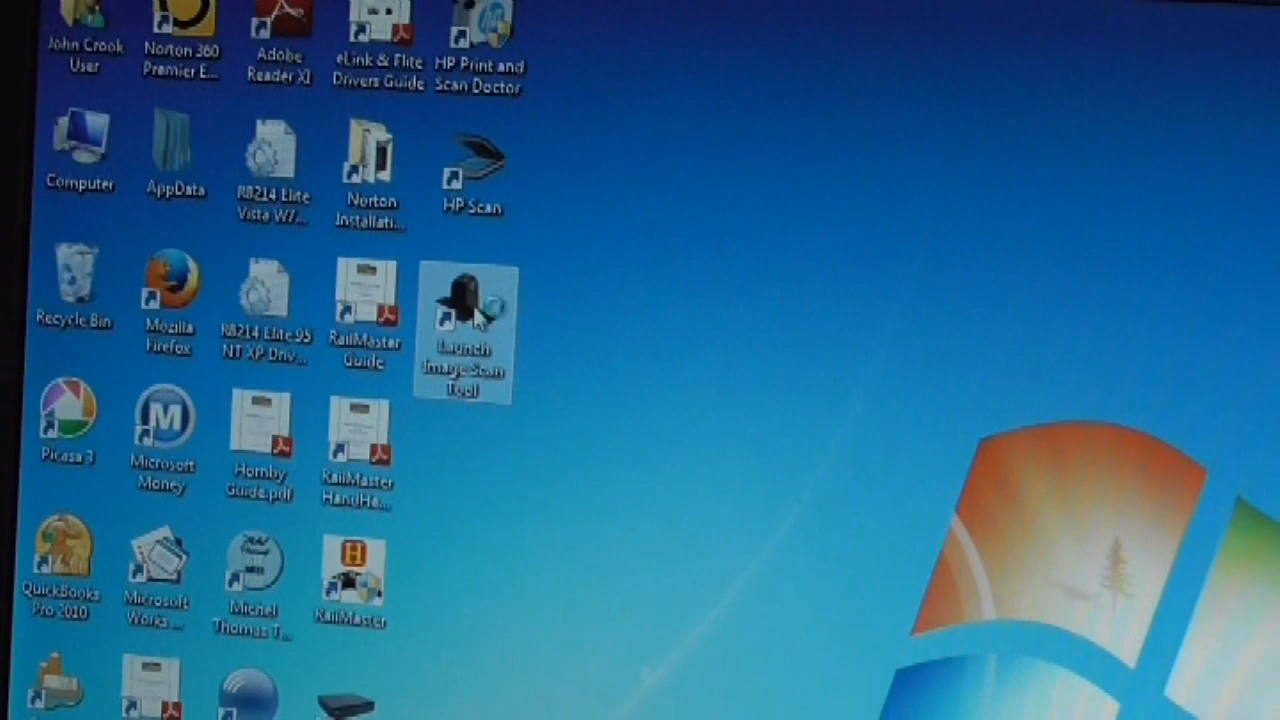 John Crook
User
Norton 360
Premier E...
Adobe
Reader XI
eLink & Elite
Drivers Guide
HP Print and
Scan Doctor
Computer
AppData
R8214 Elite
Vista W7...
Norton
Installati...
HP Scan
Recycle Bin
Mozilla
Firefox
R8214 Elite 95
NT XP Driv...
RailMaster
Guide
Launch
Image Scan
Tool
Picasa 3
M
Microsoft
Money
Hornby
Guide.pdf
RailMaster
HandHe...
QuickBooks
Pro 2010
Microsoft
Works ...
Michel
Thomas T...
H
RailMaster